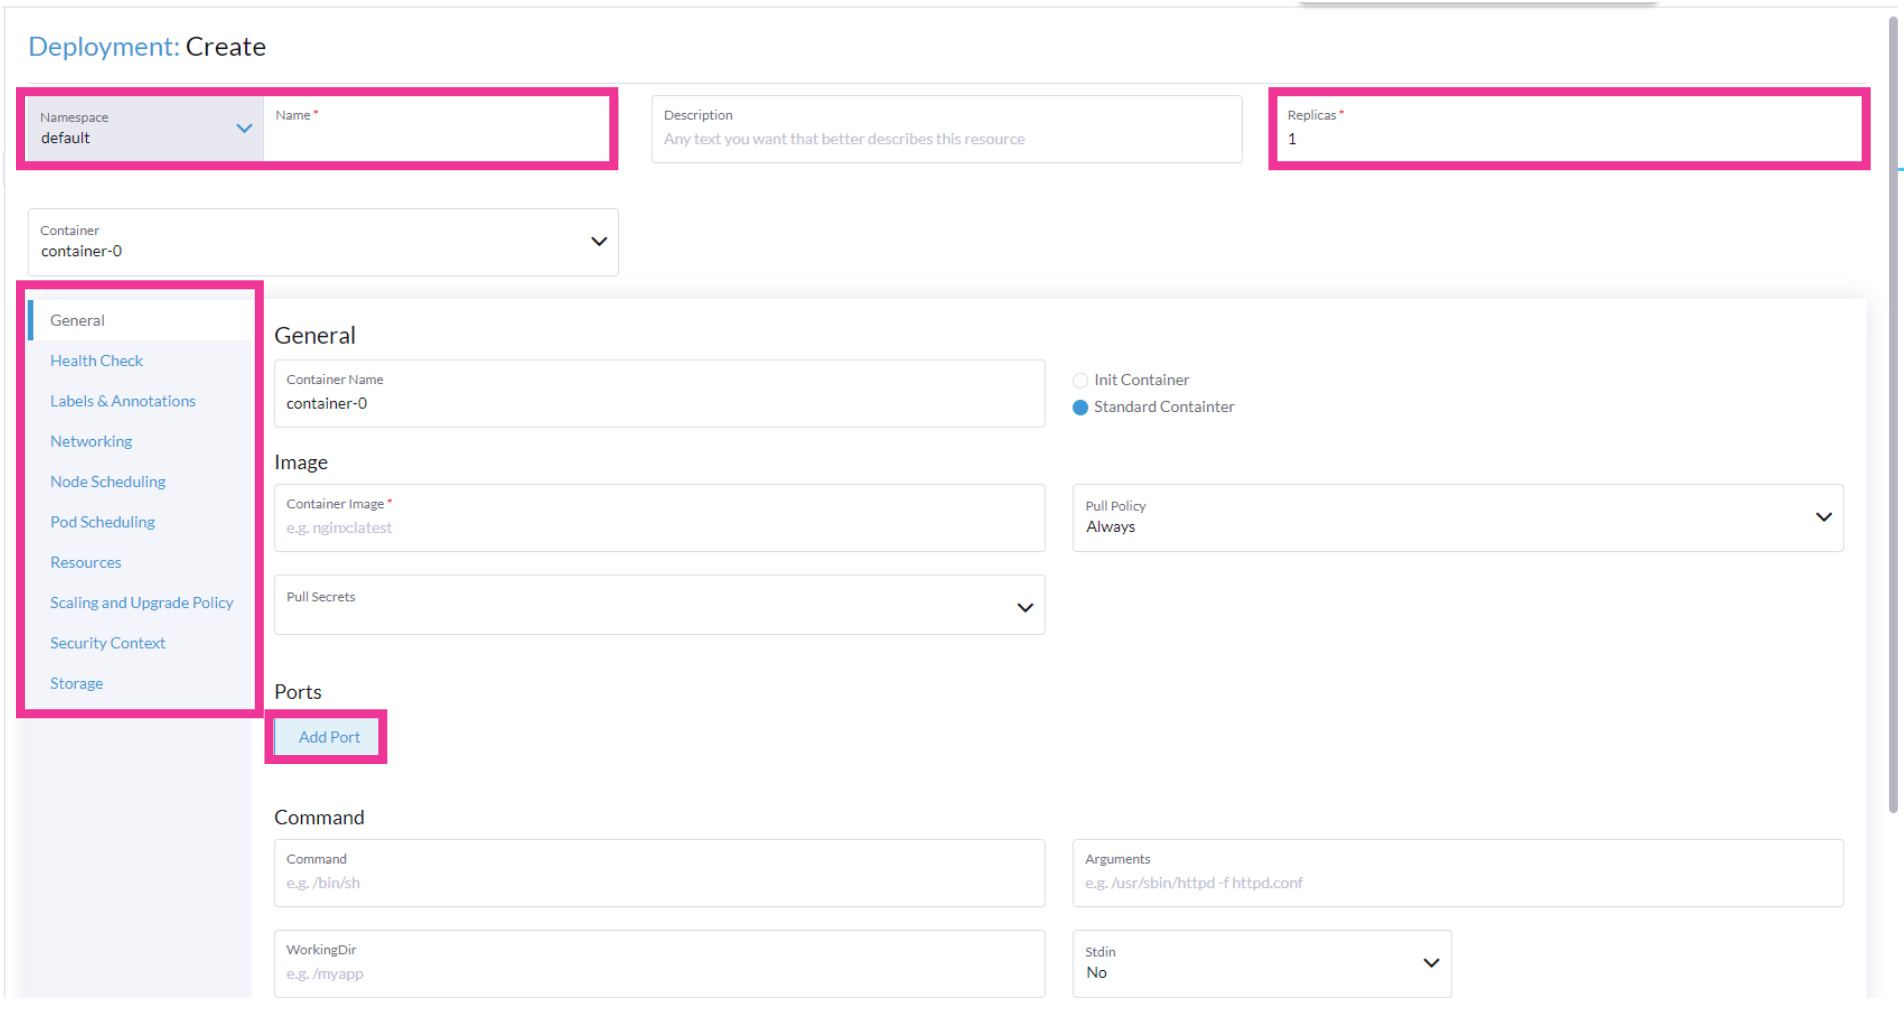 Deployment: Create
Namespace
default
Name *
Description
Any text you want that better describes this resource
Replicas *
1
Container
container-0
General
Health Check
Labels & Annotations
Networking
Node Scheduling
Pod Scheduling
Resources
Scaling and Upgrade Policy
Security Context
Storage
General
Container Name
container-0
Init Container
Standard Containter
Image
Container Image *
e.g. nginx:latest
Pull Policy
Always
Pull Secrets
Ports
Add Port
Command
Command
e.g. /bin/sh
Arguments
e.g. /usr/sbin/httpd -f httpd.conf
WorkingDir
e.g. /myapp
Stdin
No